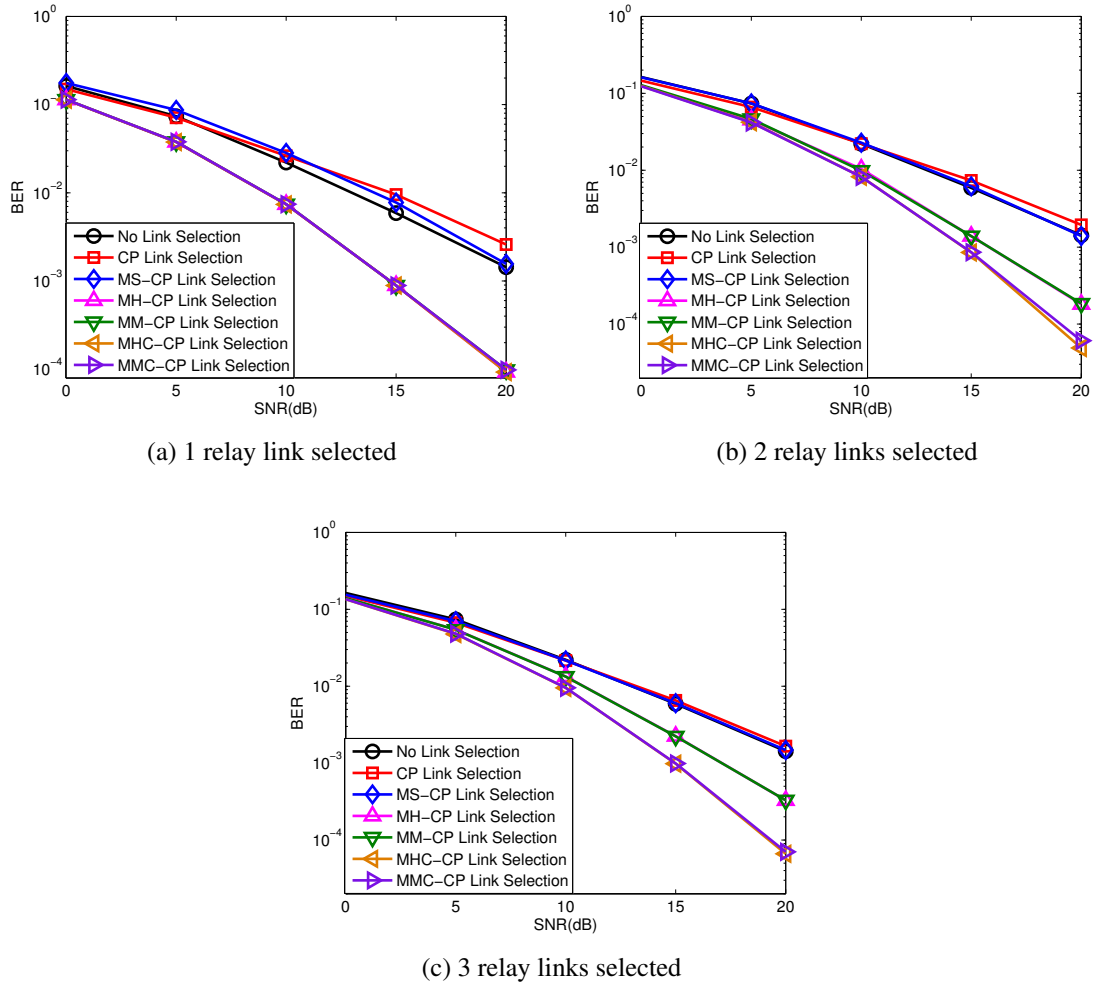 10^0
10^-1
10^-2
10^-3
10^-4
BER
0 5 10 15 20
SNR(dB)
No Link Selection
CP Link Selection
MS-CP Link Selection
MH-CP Link Selection
MM-CP Link Selection
MHC-CP Link Selection
MMC-CP Link Selection
(a) 1 relay link selected
10^0
10^-1
10^-2
10^-3
10^-4
BER
0 5 10 15 20
SNR(dB)
No Link Selection
CP Link Selection
MS-CP Link Selection
MH-CP Link Selection
MM-CP Link Selection
MHC-CP Link Selection
MMC-CP Link Selection
(b) 2 relay links selected
10^0
10^-1
10^-2
10^-3
10^-4
BER
0 5 10 15 20
SNR(dB)
No Link Selection
CP Link Selection
MS-CP Link Selection
MH-CP Link Selection
MM-CP Link Selection
MHC-CP Link Selection
MMC-CP Link Selection
(c) 3 relay links selected